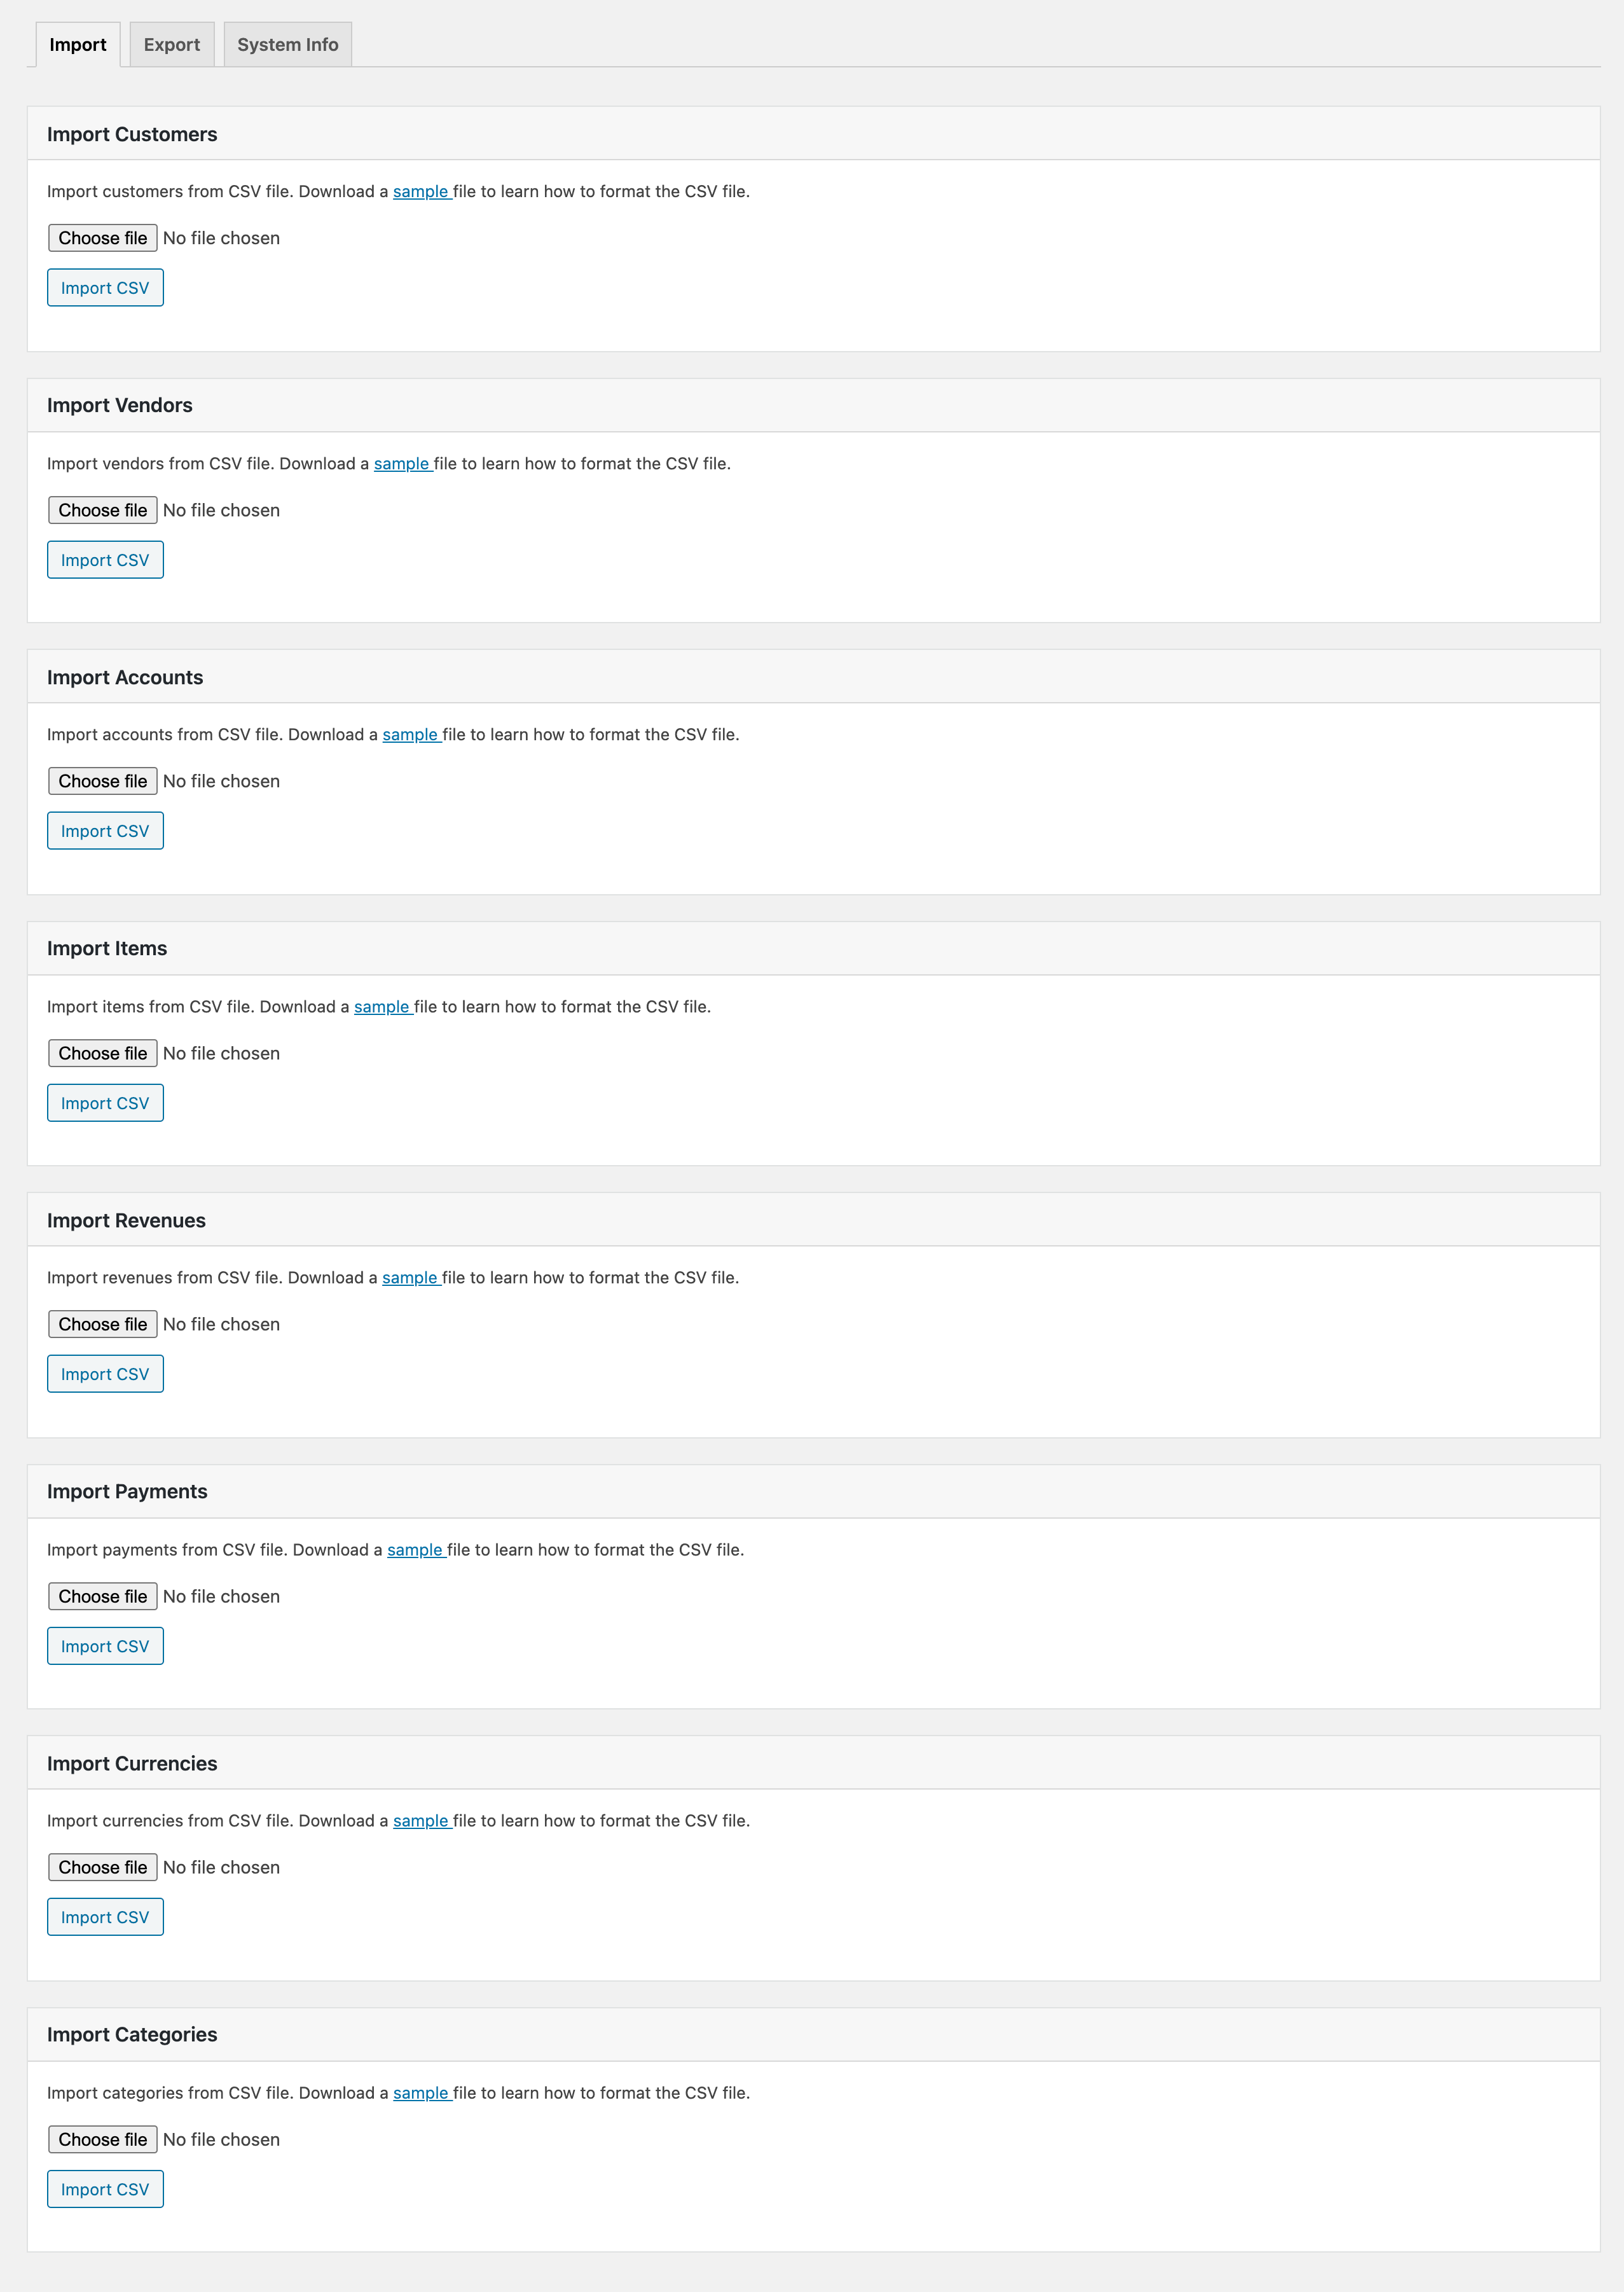 Import Export System Info
Import Customers
Import customers from CSV file. Download a sample file to learn how to format the CSV file.
Choose file No file chosen
Import CSV
Import Vendors
Import vendors from CSV file. Download a sample file to learn how to format the CSV file.
Choose file No file chosen
Import CSV
Import Accounts
Import accounts from CSV file. Download a sample file to learn how to format the CSV file.
Choose file No file chosen
Import CSV
Import Items
Import items from CSV file. Download a sample file to learn how to format the CSV file.
Choose file No file chosen
Import CSV
Import Revenues
Import revenues from CSV file. Download a sample file to learn how to format the CSV file.
Choose file No file chosen
Import CSV
Import Payments
Import payments from CSV file. Download a sample file to learn how to format the CSV file.
Choose file No file chosen
Import CSV
Import Currencies
Import currencies from CSV file. Download a sample file to learn how to format the CSV file.
Choose file No file chosen
Import CSV
Import Categories
Import categories from CSV file. Download a sample file to learn how to format the CSV file.
Choose file No file chosen
Import CSV